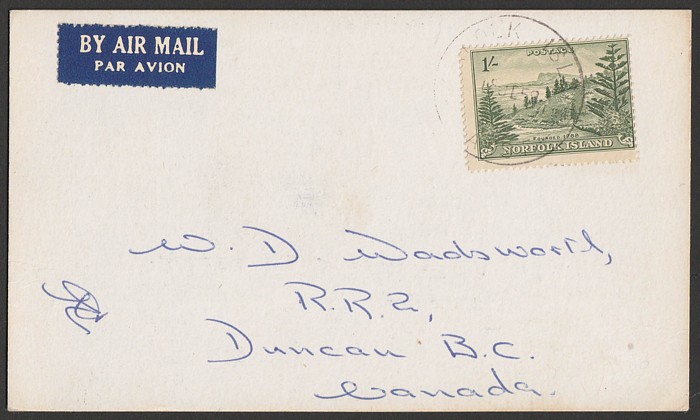 BY AIR MAIL
PAR AVION
POSTAGE
1/-
FOUNDED 1788
NORFOLK ISLAND
W. D. Wadsworth,
R.R.2,
Duncan B.C.
Canada.